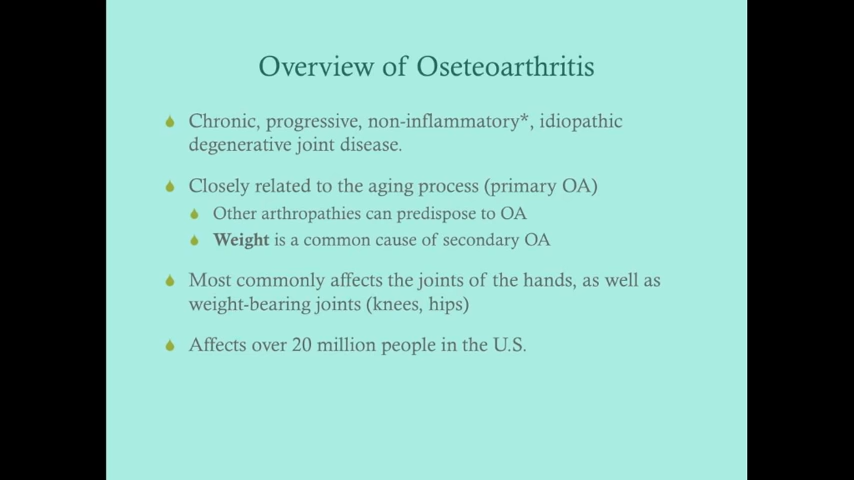 Overview of Oseteoarthritis
Chronic, progressive, non-inflammatory*, idiopathic
degenerative joint disease.
Closely related to the aging process (primary OA)
Other arthropathies can predispose to OA
Weight is a common cause of secondary OA
Most commonly affects the joints of the hands, as well as
weight-bearing joints (knees, hips)
Affects over 20 million people in the U.S.